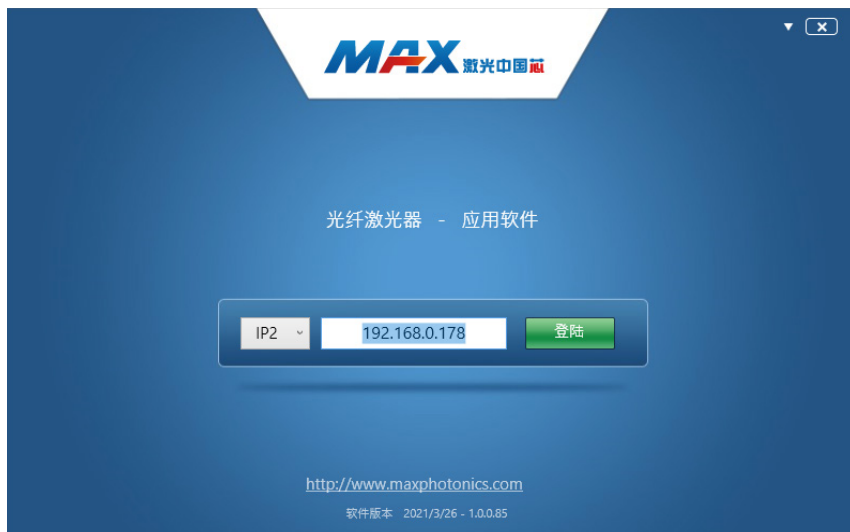 MAX 激光中国芯
光纤激光器 - 应用软件
IP2 192.168.0.178 登陆
http://www.maxphotonics.com
软件版本 2021/3/26 - 1.0.0.85